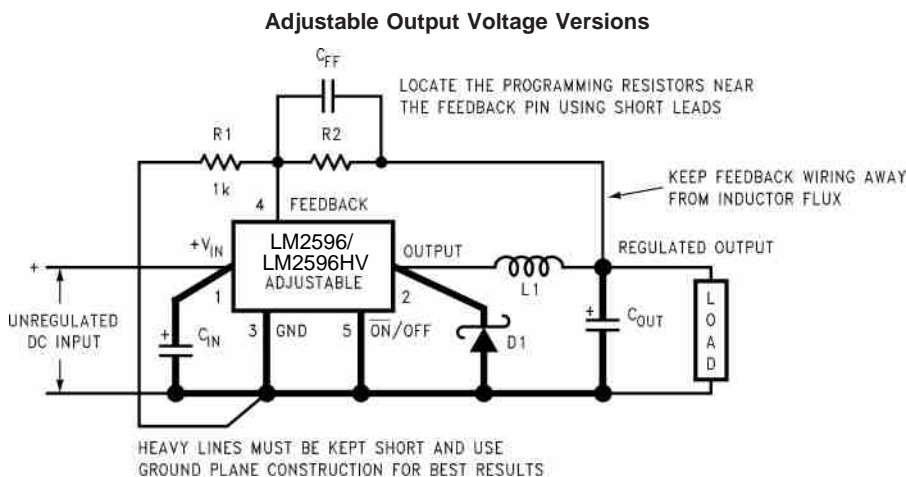 Adjustable Output Voltage Versions
CFF
LOCATE THE PROGRAMMING RESISTORS NEAR
THE FEEDBACK PIN USING SHORT LEADS
R1
R2
1k
KEEP FEEDBACK WIRING AWAY
FROM INDUCTOR FLUX
4
FEEDBACK
+VIN
LM2596/
LM2596HV
ADJUSTABLE
OUTPUT
REGULATED OUTPUT
+
1
2
L1
UNREGULATED
DC INPUT
+
CIN
3
GND
5
ON/OFF
D1
+
COUT
LOAD
HEAVY LINES MUST BE KEPT SHORT AND USE
GROUND PLANE CONSTRUCTION FOR BEST RESULTS